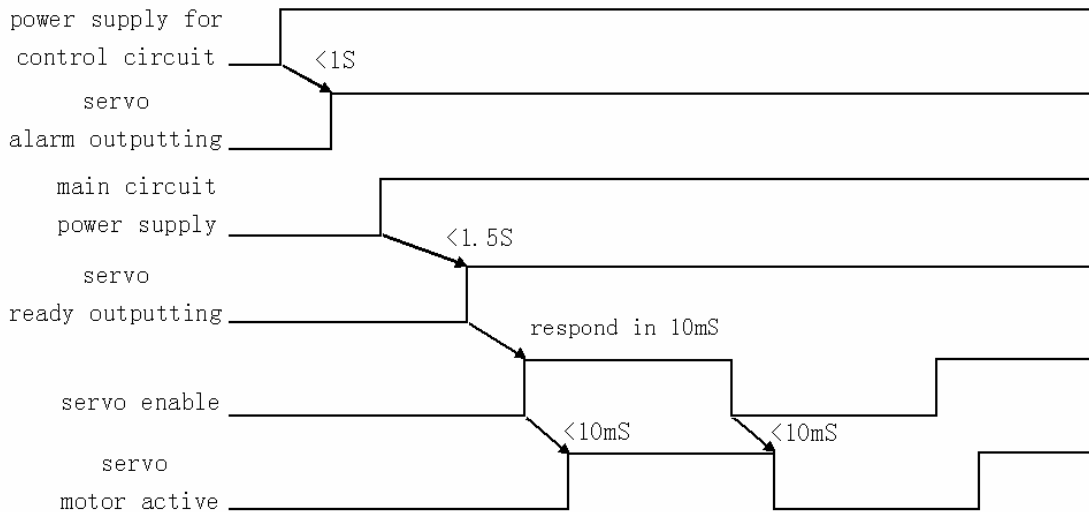 power supply for
control circuit
<1S
servo
alarm outputting
main circuit
power supply
<1.5S
servo
ready outputting
respond in 10mS
servo enable
<10mS
<10mS
servo
motor active